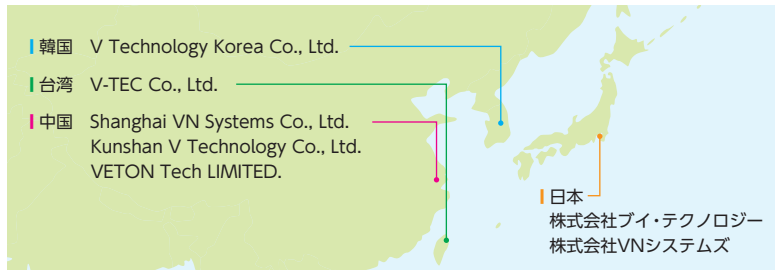 韓国 V Technology Korea Co., Ltd.
台湾 V-TEC Co., Ltd.
中国 Shanghai VN Systems Co., Ltd.
Kunshan V Technology Co., Ltd.
VETON Tech LIMITED.
日本
株式会社ブイ・テクノロジー
株式会社VNシステムズ